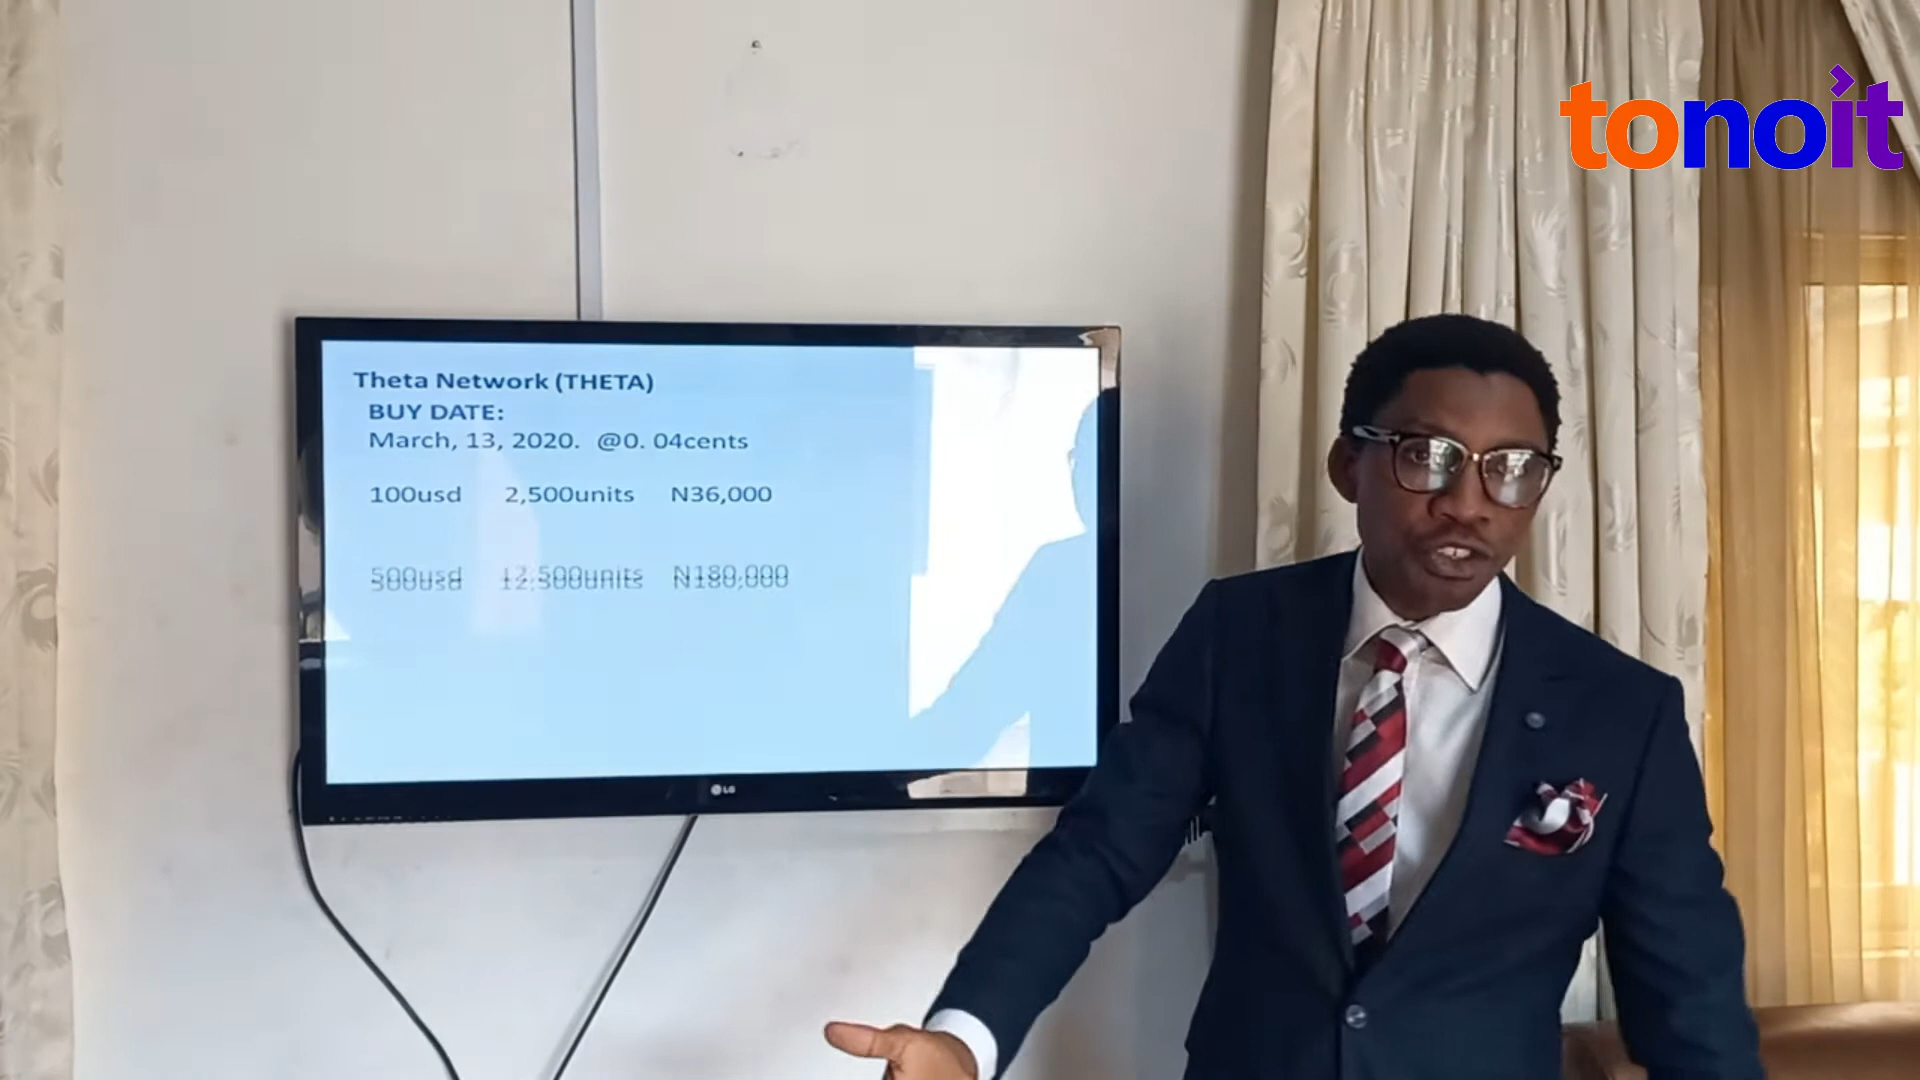 tonoit
Theta Network (THETA)
BUY DATE:
March, 13, 2020. @0. 04cents
100usd 2,500units N36,000
500usd 12,500units N180,000
LG